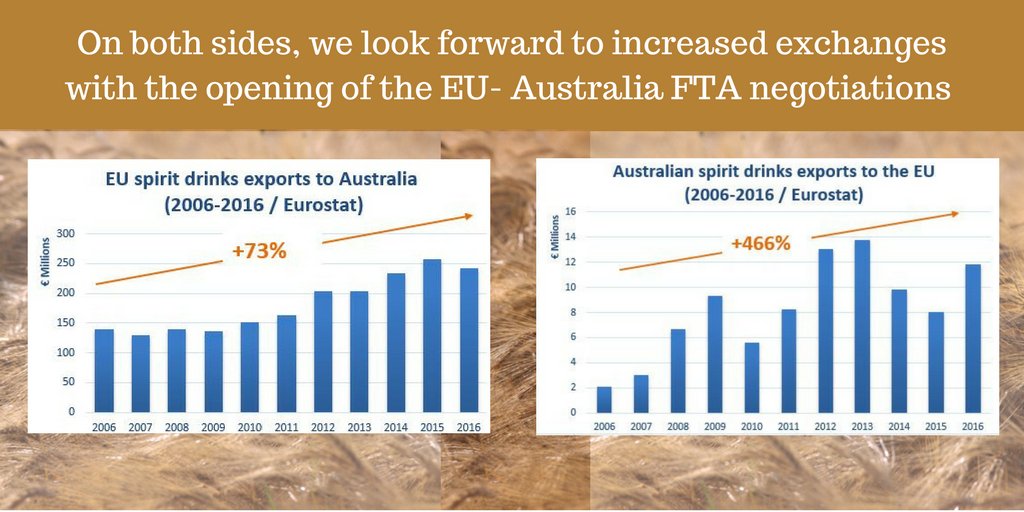 On both sides, we look forward to increased exchanges
with the opening of the EU- Australia FTA negotiations
EU spirit drinks exports to Australia
(2006-2016 / Eurostat)
€ Millions
+73%
300
250
200
150
100
50
0
2006 2007 2008 2009 2010 2011 2012 2013 2014 2015 2016
Australian spirit drinks exports to the EU
(2006-2016 / Eurostat)
€ Millions
+466%
16
14
12
10
8
6
4
2
0
2006 2007 2008 2009 2010 2011 2012 2013 2014 2015 2016